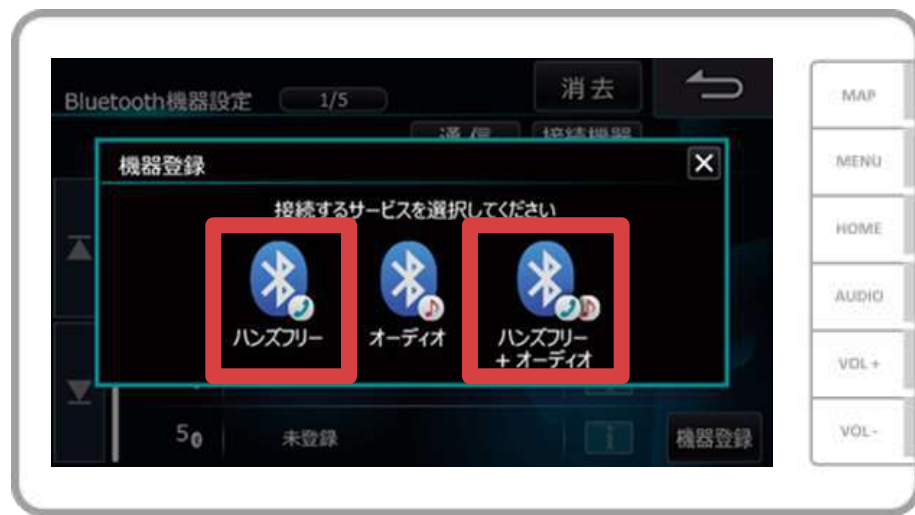 Bluetooth機器設定 1/5 消去
通信 接続機器
機器登録
接続するサービスを選択してください
ハンズフリー
オーディオ
ハンズフリー
+ オーディオ
50 未登録 i 機器登録
MAP
MENU
HOME
AUDIO
VOL +
VOL -